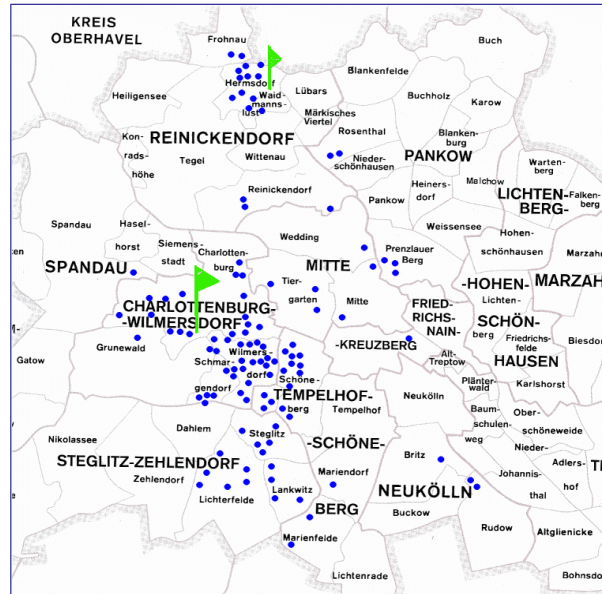 KREIS
OBERHAVEL
Frohnau
Buch
Blankenfelde
Hermsdorf
Waid-
manns-
lust
Lübars
Heiligensee
Buchholz
Karow
Märkisches
Viertel
Rosenthal
Blanken-
burg
REINICKENDORF
Kon-
rads-
höhe
Tegel
Wittenau
Nieder-
schönhausen
PANKOW
Warten-
berg
Malchow
Heiners-
dorf
LICHTEN-
BERG-
Falken-
berg
Reinickendorf
Pankow
Weissensee
Spandau
Hasel-
horst
Siemens-
stadt
Charlotten-
burg
Wedding
Prenzlauer
Berg
Hohen-
schönhausen
Marzahn
SPANDAU
MITTE
Tier-
garten
Mitte
-HOHEN-
MARZAH
CHARLOTTENBURG-
-WILMERSDORF
FRIED-
RICHS-
HAIN-
-KREUZBERG
Lichten-
berg
SCHÖN-
HAUSEN
Friedrichs-
felde
Biesdor
Gatow
Grunewald
Schmar-
gendorf
Wilmers-
dorf
Schöne-
berg
Alt-
Treptow
Karlshorst
TEMPELHOF-
Tempelhof
Neukölln
Plänter-
wald
Baum-
schulen-
weg
Ober-
schöneweide
Nikolassee
Dahlem
Steglitz
-SCHÖNE-
Nieder-
Johannis-
thal
Adlers-
hof
STEGLITZ-ZEHLENDORF
Zehlendorf
Lichterfelde
Lankwitz
Mariendorf
Britz
BERG
NEUKÖLLN
Buckow
Rudow
Altglienicke
Marienfelde
Lichtenrade
Bohnsdo